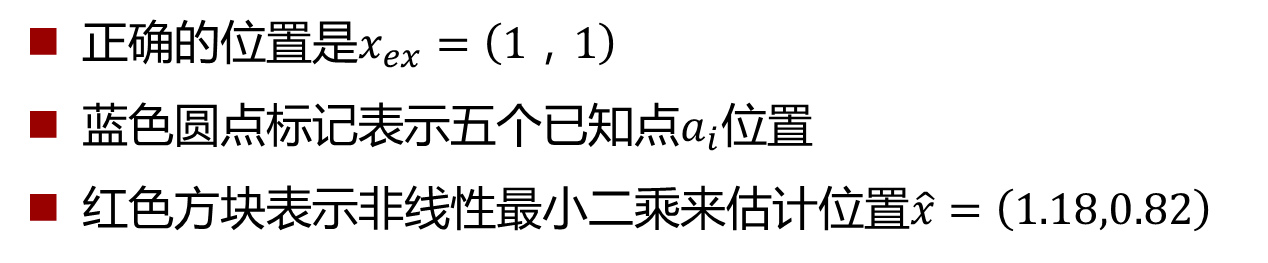 正确的位置是x_{ex} = (1 , 1)
蓝色圆点标记表示五个已知点a_i位置
红色方块表示非线性最小二乘来估计位置x̂ = (1.18,0.82)